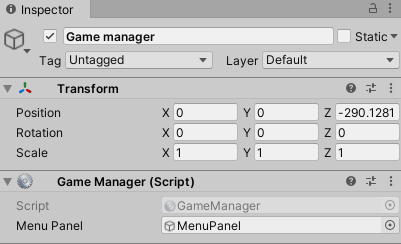 Inspector
Game manager
Static
Tag Untagged Layer Default
Transform
Position X 0 Y 0 Z -290.1281
Rotation X 0 Y 0 Z 0
Scale X 1 Y 1 Z 1
Game Manager (Script)
Script GameManager
Menu Panel MenuPanel